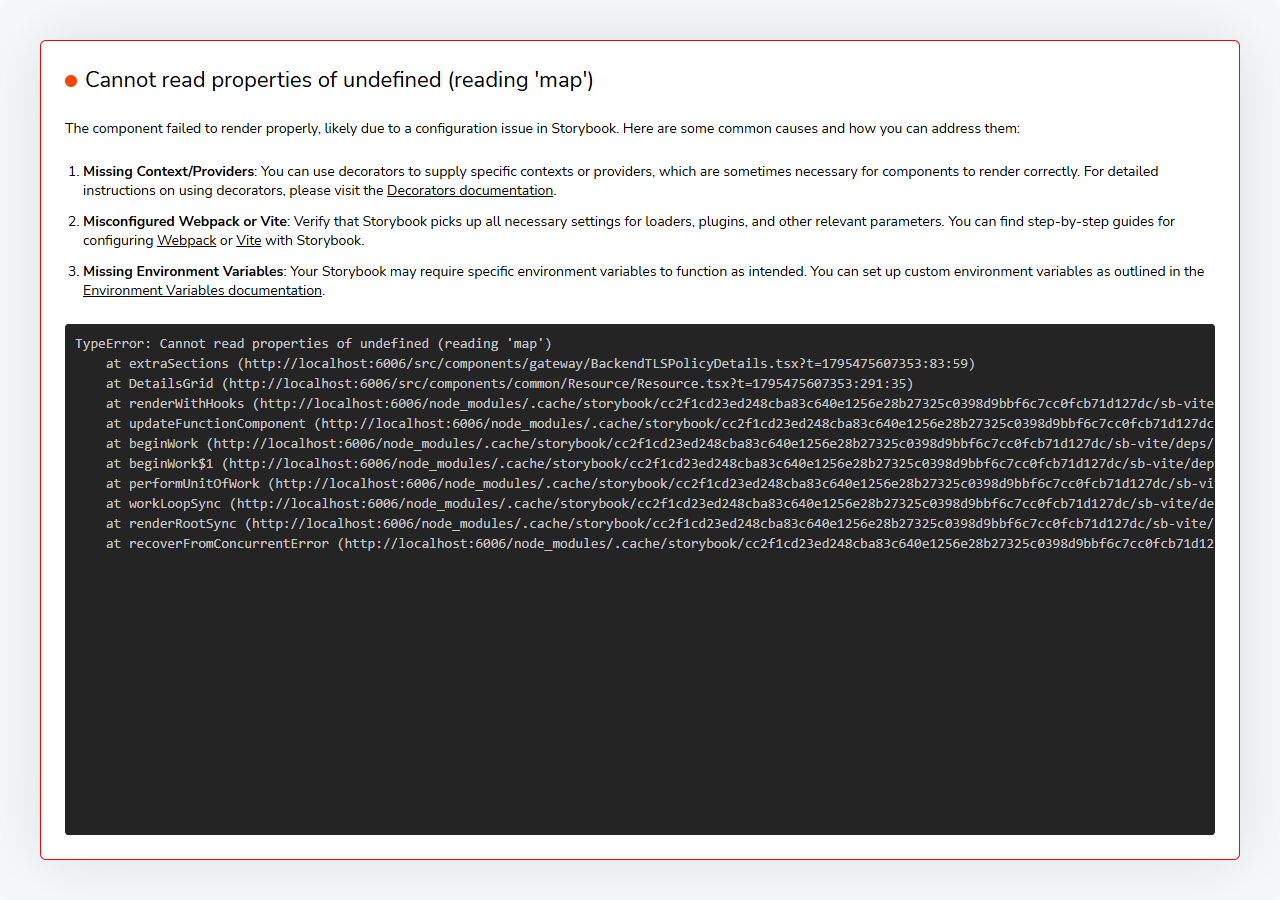 Cannot read properties of undefined (reading 'map')
The component failed to render properly, likely due to a configuration issue in Storybook. Here are some common causes and how you can address them:
1. Missing Context/Providers: You can use decorators to supply specific contexts or providers, which are sometimes necessary for components to render correctly. For detailed
instructions on using decorators, please visit the Decorators documentation.
2. Misconfigured Webpack or Vite: Verify that Storybook picks up all necessary settings for loaders, plugins, and other relevant parameters. You can find step-by-step guides for
configuring Webpack or Vite with Storybook.
3. Missing Environment Variables: Your Storybook may require specific environment variables to function as intended. You can set up custom environment variables as outlined in the
Environment Variables documentation.
TypeError: Cannot read properties of undefined (reading 'map')
at extraSections (http://localhost:6006/src/components/gateway/BackendTLSPolicyDetails.tsx?t=1795475607353:83:59)
at DetailsGrid (http://localhost:6006/src/components/common/Resource/Resource.tsx?t=1795475607353:291:35)
at renderWithHooks (http://localhost:6006/node_modules/.cache/storybook/cc2f1cd23ed248cba83c640e1256e28b27325c0398d9bbf6c7cc0fcb71d127dc/sb-vite
at updateFunctionComponent (http://localhost:6006/node_modules/.cache/storybook/cc2f1cd23ed248cba83c640e1256e28b27325c0398d9bbf6c7cc0fcb71d127dc
at beginWork (http://localhost:6006/node_modules/.cache/storybook/cc2f1cd23ed248cba83c640e1256e28b27325c0398d9bbf6c7cc0fcb71d127dc/sb-vite/deps/
at beginWork$1 (http://localhost:6006/node_modules/.cache/storybook/cc2f1cd23ed248cba83c640e1256e28b27325c0398d9bbf6c7cc0fcb71d127dc/sb-vite/dep
at performUnitOfWork (http://localhost:6006/node_modules/.cache/storybook/cc2f1cd23ed248cba83c640e1256e28b27325c0398d9bbf6c7cc0fcb71d127dc/sb-vi
at workLoopSync (http://localhost:6006/node_modules/.cache/storybook/cc2f1cd23ed248cba83c640e1256e28b27325c0398d9bbf6c7cc0fcb71d127dc/sb-vite/de
at renderRootSync (http://localhost:6006/node_modules/.cache/storybook/cc2f1cd23ed248cba83c640e1256e28b27325c0398d9bbf6c7cc0fcb71d127dc/sb-vite/
at recoverFromConcurrentError (http://localhost:6006/node_modules/.cache/storybook/cc2f1cd23ed248cba83c640e1256e28b27325c0398d9bbf6c7cc0fcb71d12